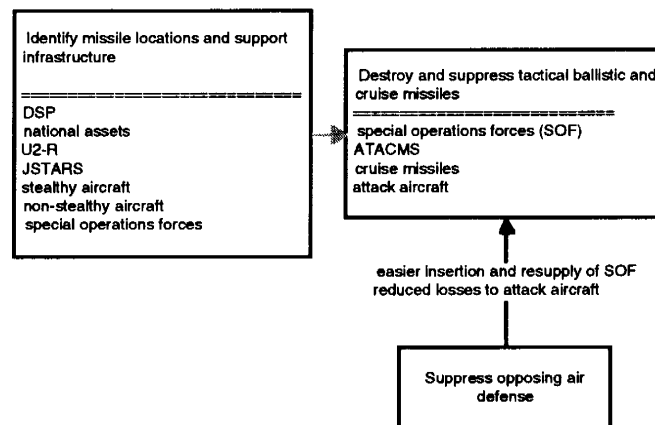 Identify missile locations and support
infrastructure
==============================
DSP
national assets
U2-R
JSTARS
stealthy aircraft
non-stealthy aircraft
special operations forces
Destroy and suppress tactical ballistic and
cruise missiles
==============================
special operations forces (SOF)
ATACMS
cruise missiles
attack aircraft
easier insertion and resupply of SOF
reduced losses to attack aircraft
Suppress opposing air
defense